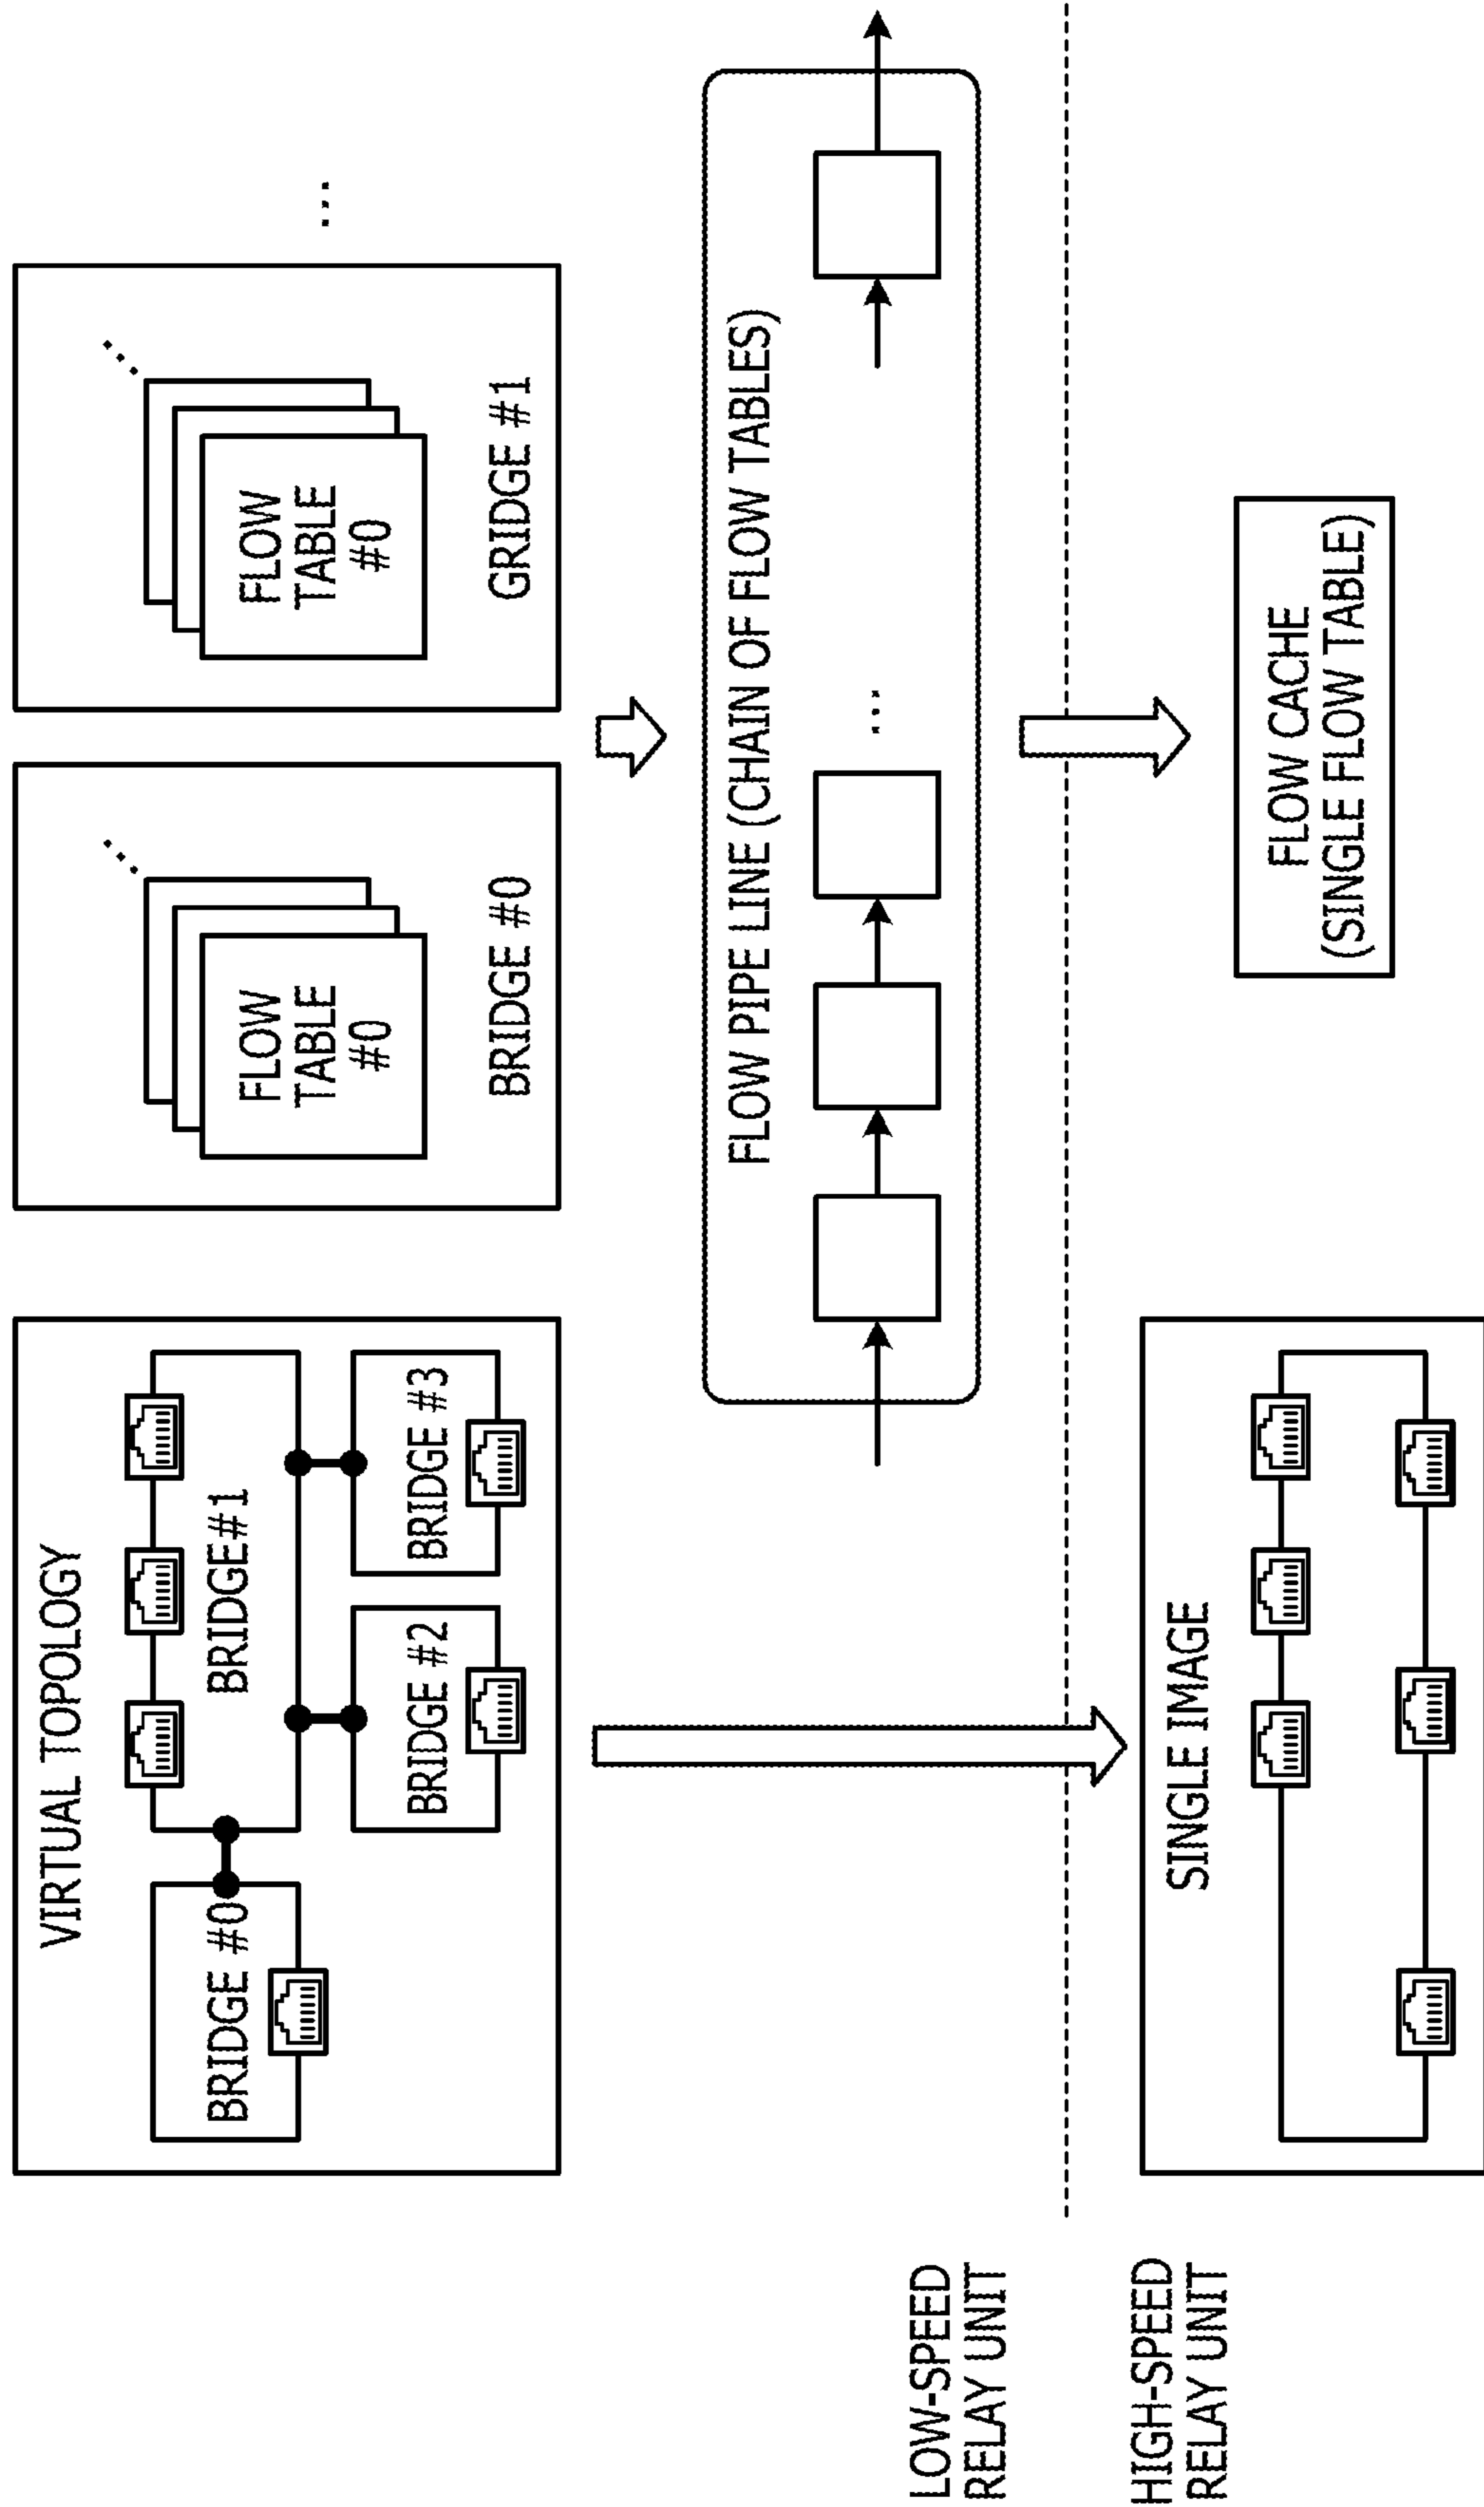 VIRTUAL TOPOLOGY
BRIDGE #0
BRIDGE#1
BRIDGE #2
BRIDGE #3
FLOW
TABLE
#0
BRIDGE #0
FLOW
TABLE
#0
GRIDGE #1
...
FLOW PIPE LINE (CHAIN OF FLOW TABLES)
...
LOW-SPEED
RELAY UNIT
HIGH-SPEED
RELAY UNIT
SINGLE IMAGE
FLOW CACHE
(SINGLE FLOW TABLE)